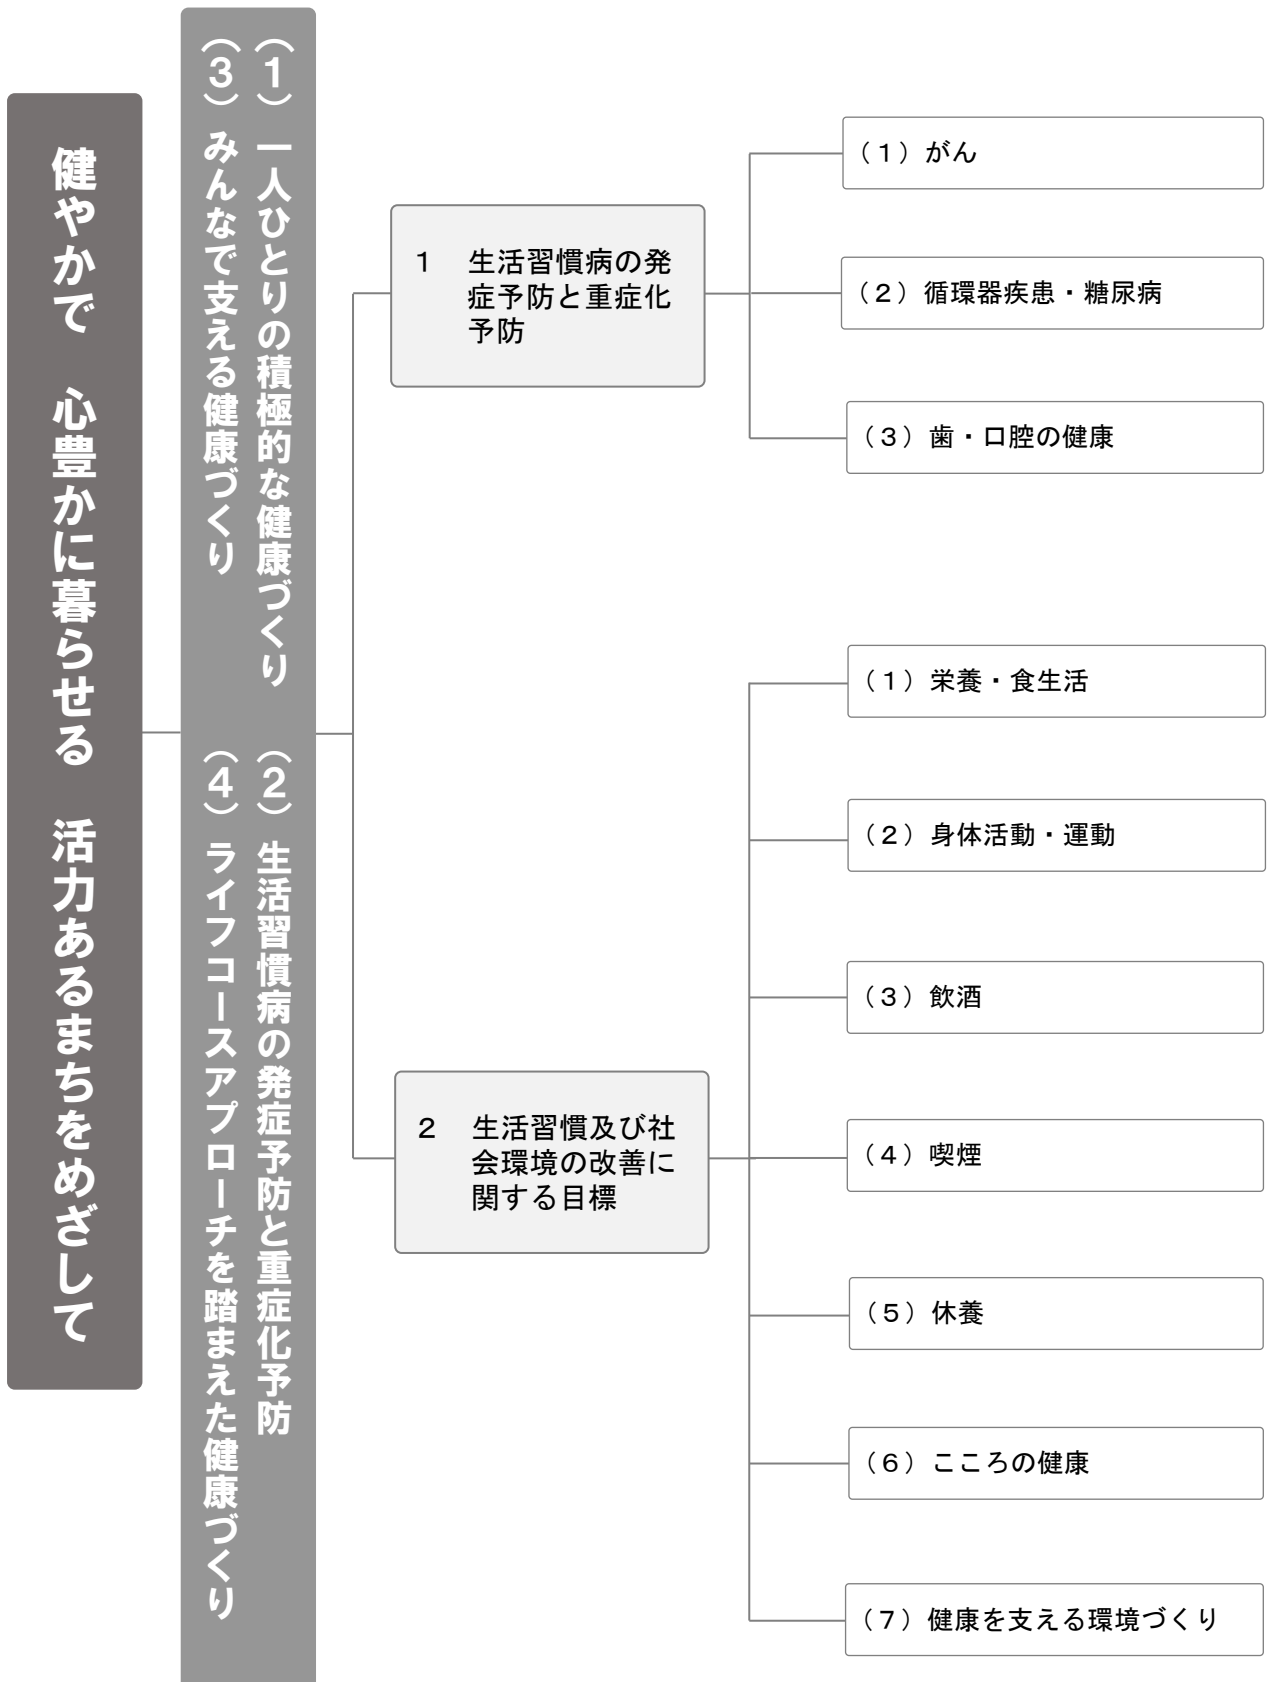 健やかで　心豊かに暮らせる　活力あるまちをめざして
（1）　一人ひとりの積極的な健康づくり　（2）　生活習慣病の発症予防と重症化予防
（3）　みんなで支える健康づくり　（4）　ライフコースアプローチを踏まえた健康づくり
1　生活習慣病の発
症予防と重症化
予防
（1）がん
（2）循環器疾患・糖尿病
（3）歯・口腔の健康
2　生活習慣及び社
会環境の改善に
関する目標
（1）栄養・食生活
（2）身体活動・運動
（3）飲酒
（4）喫煙
（5）休養
（6）こころの健康
（7）健康を支える環境づくり